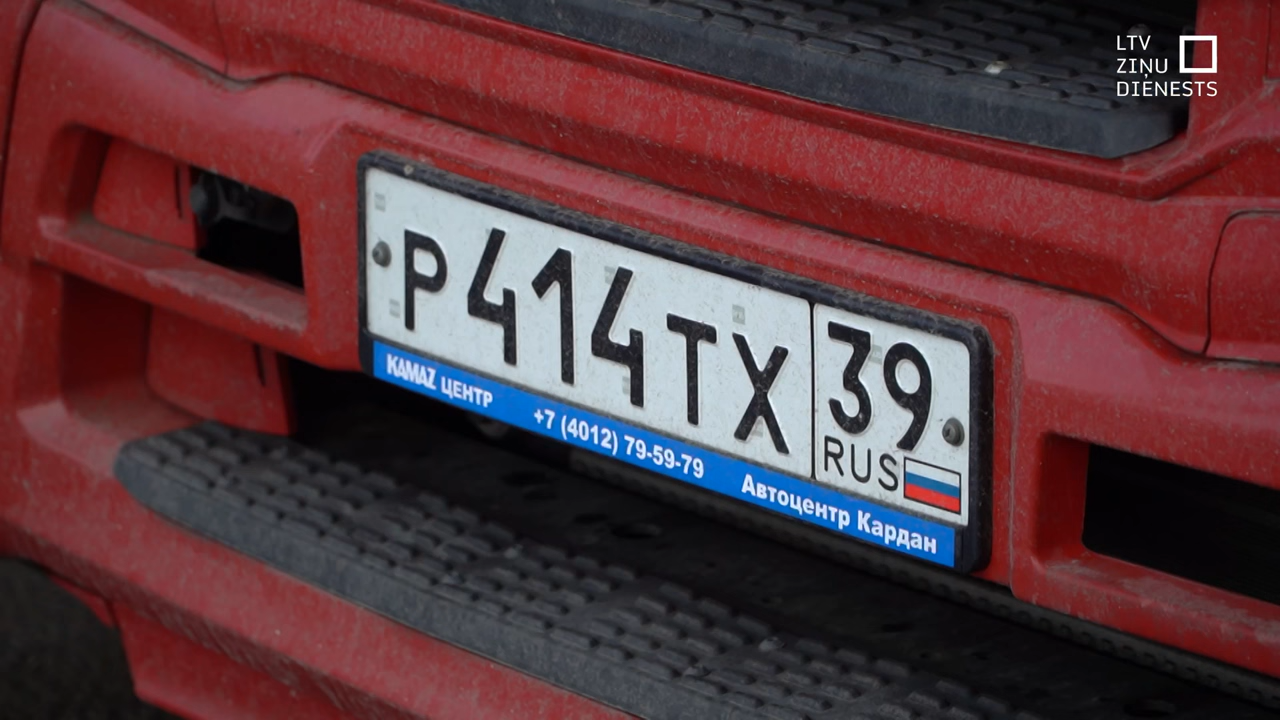 LTV
ZIŅU
DIENESTS
Р414ТХ 39
RUS
KAMAZ ЦЕНТР +7 (4012) 79-59-79 Автоцентр Кардан